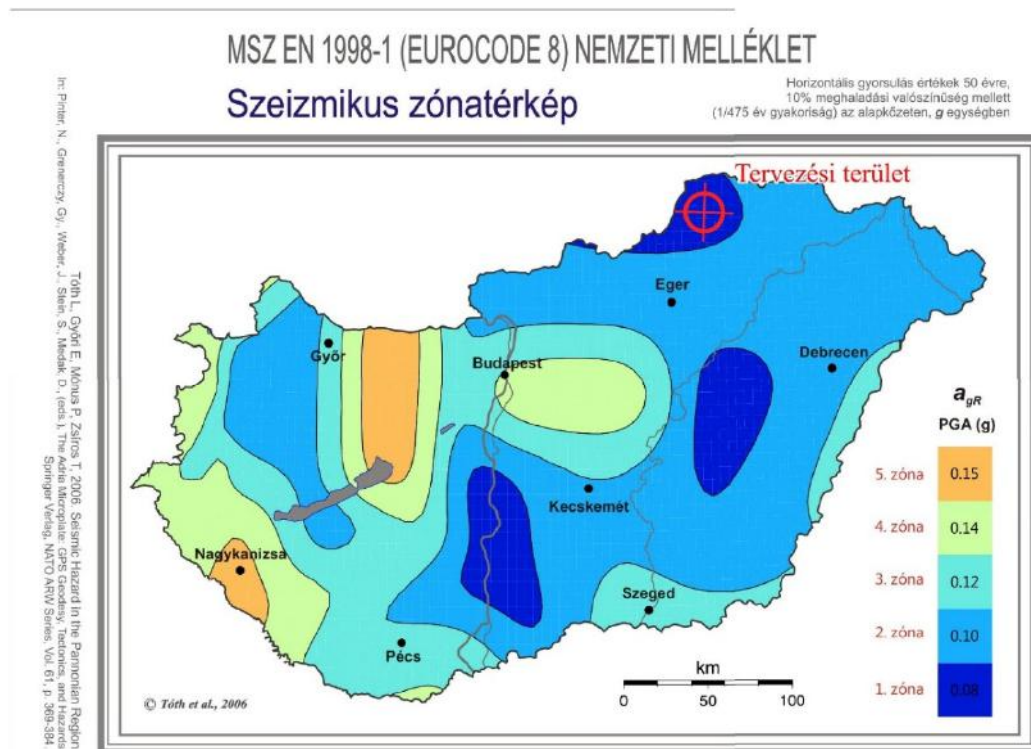 MSZ EN 1998-1 (EUROCODE 8) NEMZETI MELLÉKLET
Szeizmikus zónatérkép
Horizontális gyorsulás értékek 50 évre,
10% meghaladási valószínűség mellett
(1/475 év gyakoriság) az alapkőzeten, g egységben
Tóth L, Győri E, Mónus P, Zsíros T, 2006. Seismic Hazard in the Pannonian Region
In: Pinter, N., Grenerczy, Gy., Weber, J., Stein, S., Medak, D., (eds.), The Adria Microplate: GPS Geodesy, Tectonics, and Hazards
Springer Verlag, NATO ARW Series, Vol. 61, p. 369-384.
Tervezési terület
Eger
Győr
Budapest
Debrecen
Kecskemét
Nagykanizsa
Szeged
Pécs
agR
PGA (g)
5. zóna 0.15
4. zóna 0.14
3. zóna 0.12
2. zóna 0.10
1. zóna 0.08
km
0 50 100
© Tóth et al., 2006